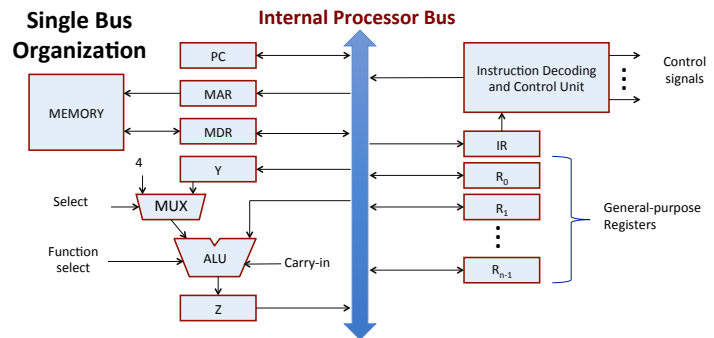 Single Bus
Organization
Internal Processor Bus
PC
MAR
MEMORY
MDR
4
Y
Select
MUX
Function
select
ALU
Carry-in
Z
Instruction Decoding
and Control Unit
Control
signals
IR
R0
R1
General-purpose
Registers
Rn-1